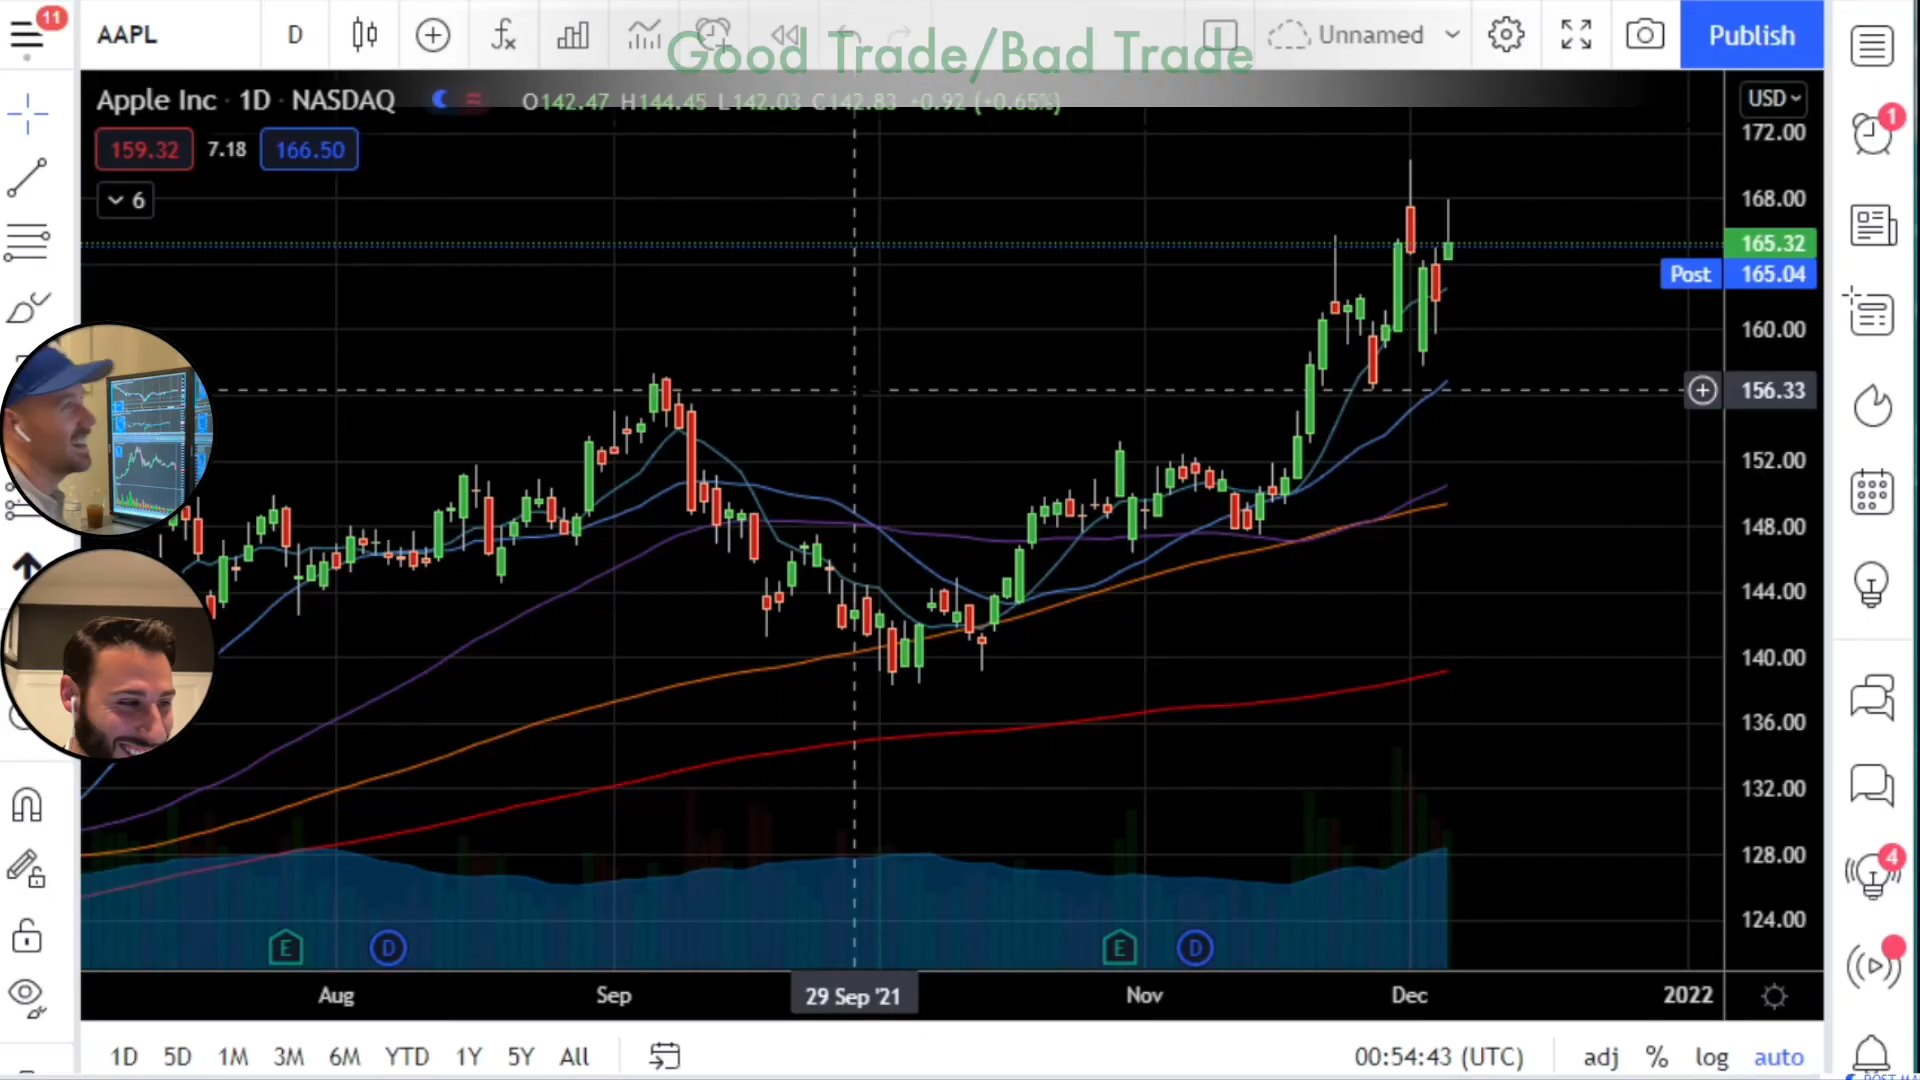 11
AAPL
D
Unnamed
Publish
Good Trade/Bad Trade
Apple Inc · 1D · NASDAQ
O142.47 H144.45 L142.03 C142.83 +0.92 (+0.65%)
USD
159.32
7.18
166.50
6
172.00
168.00
165.32
Post 165.04
160.00
156.33
152.00
148.00
144.00
140.00
136.00
132.00
128.00
124.00
1
4
E
D
E
D
Aug
Sep
29 Sep '21
Nov
Dec
2022
1D
5D
1M
3M
6M
YTD
1Y
5Y
All
00:54:43 (UTC)
adj
%
log
auto